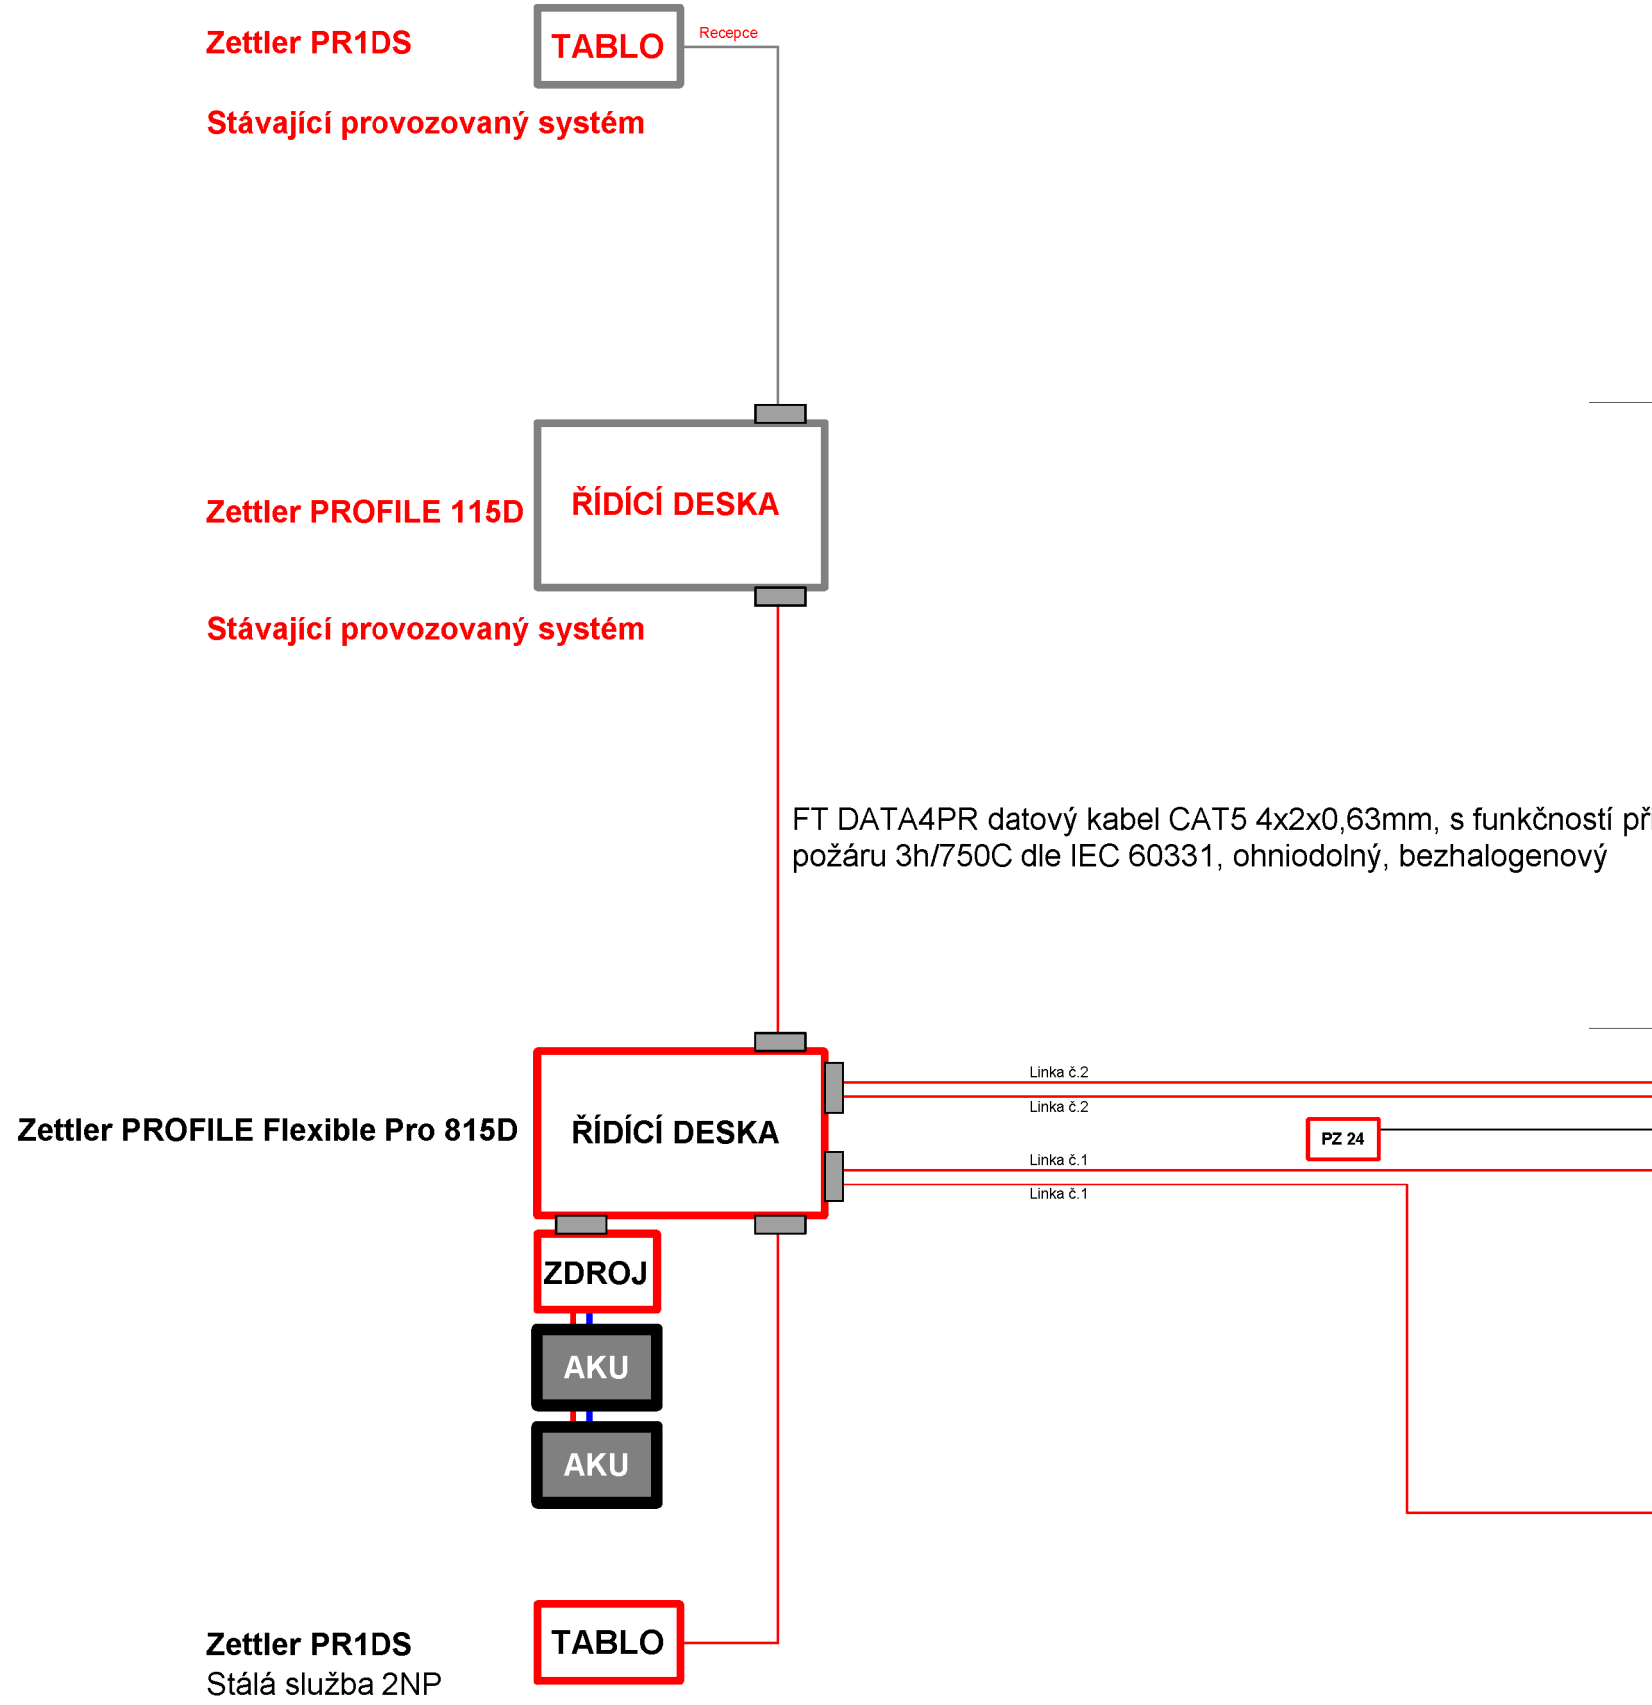 Zettler PR1DS
TABLO
Recepce
Stávající provozovaný systém
Zettler PROFILE 115D
ŘÍDÍCÍ DESKA
Stávající provozovaný systém
FT DATA4PR datový kabel CAT5 4x2x0,63mm, s funkčností při
požáru 3h/750C dle IEC 60331, ohniodolný, bezhalogenový
Linka č.2
Linka č.2
Zettler PROFILE Flexible Pro 815D
ŘÍDÍCÍ DESKA
PZ 24
Linka č.1
Linka č.1
ZDROJ
AKU
AKU
Zettler PR1DS
TABLO
Stálá služba 2NP